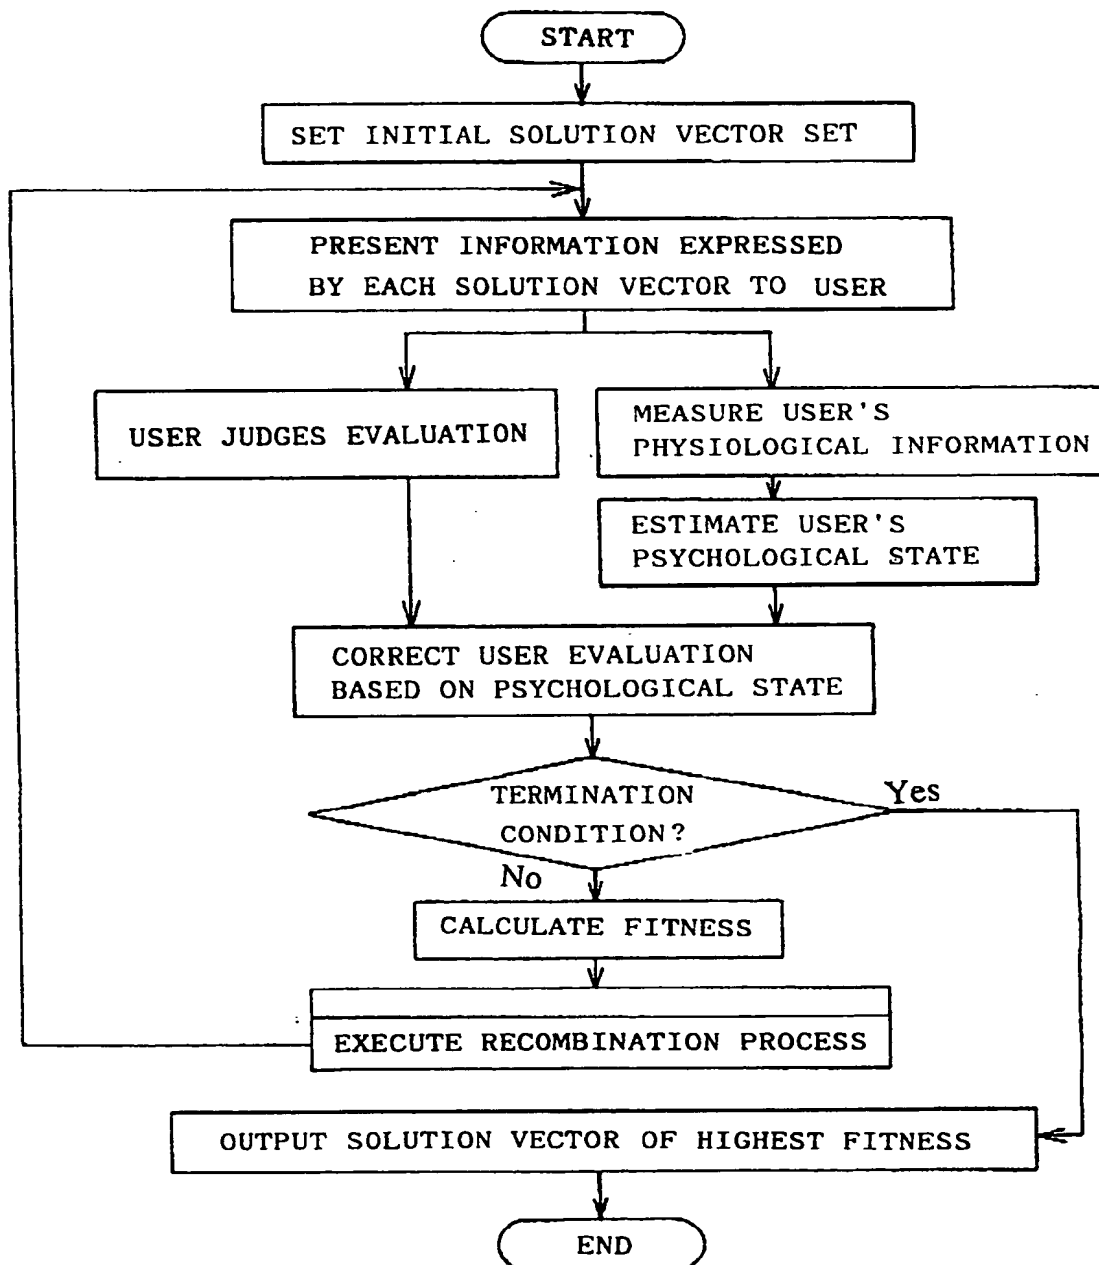 START
SET INITIAL SOLUTION VECTOR SET
PRESENT INFORMATION EXPRESSED
BY EACH SOLUTION VECTOR TO USER
USER JUDGES EVALUATION
MEASURE USER'S
PHYSIOLOGICAL INFORMATION
ESTIMATE USER'S
PSYCHOLOGICAL STATE
CORRECT USER EVALUATION
BASED ON PSYCHOLOGICAL STATE
TERMINATION
CONDITION?
Yes
No
CALCULATE FITNESS
EXECUTE RECOMBINATION PROCESS
OUTPUT SOLUTION VECTOR OF HIGHEST FITNESS
END